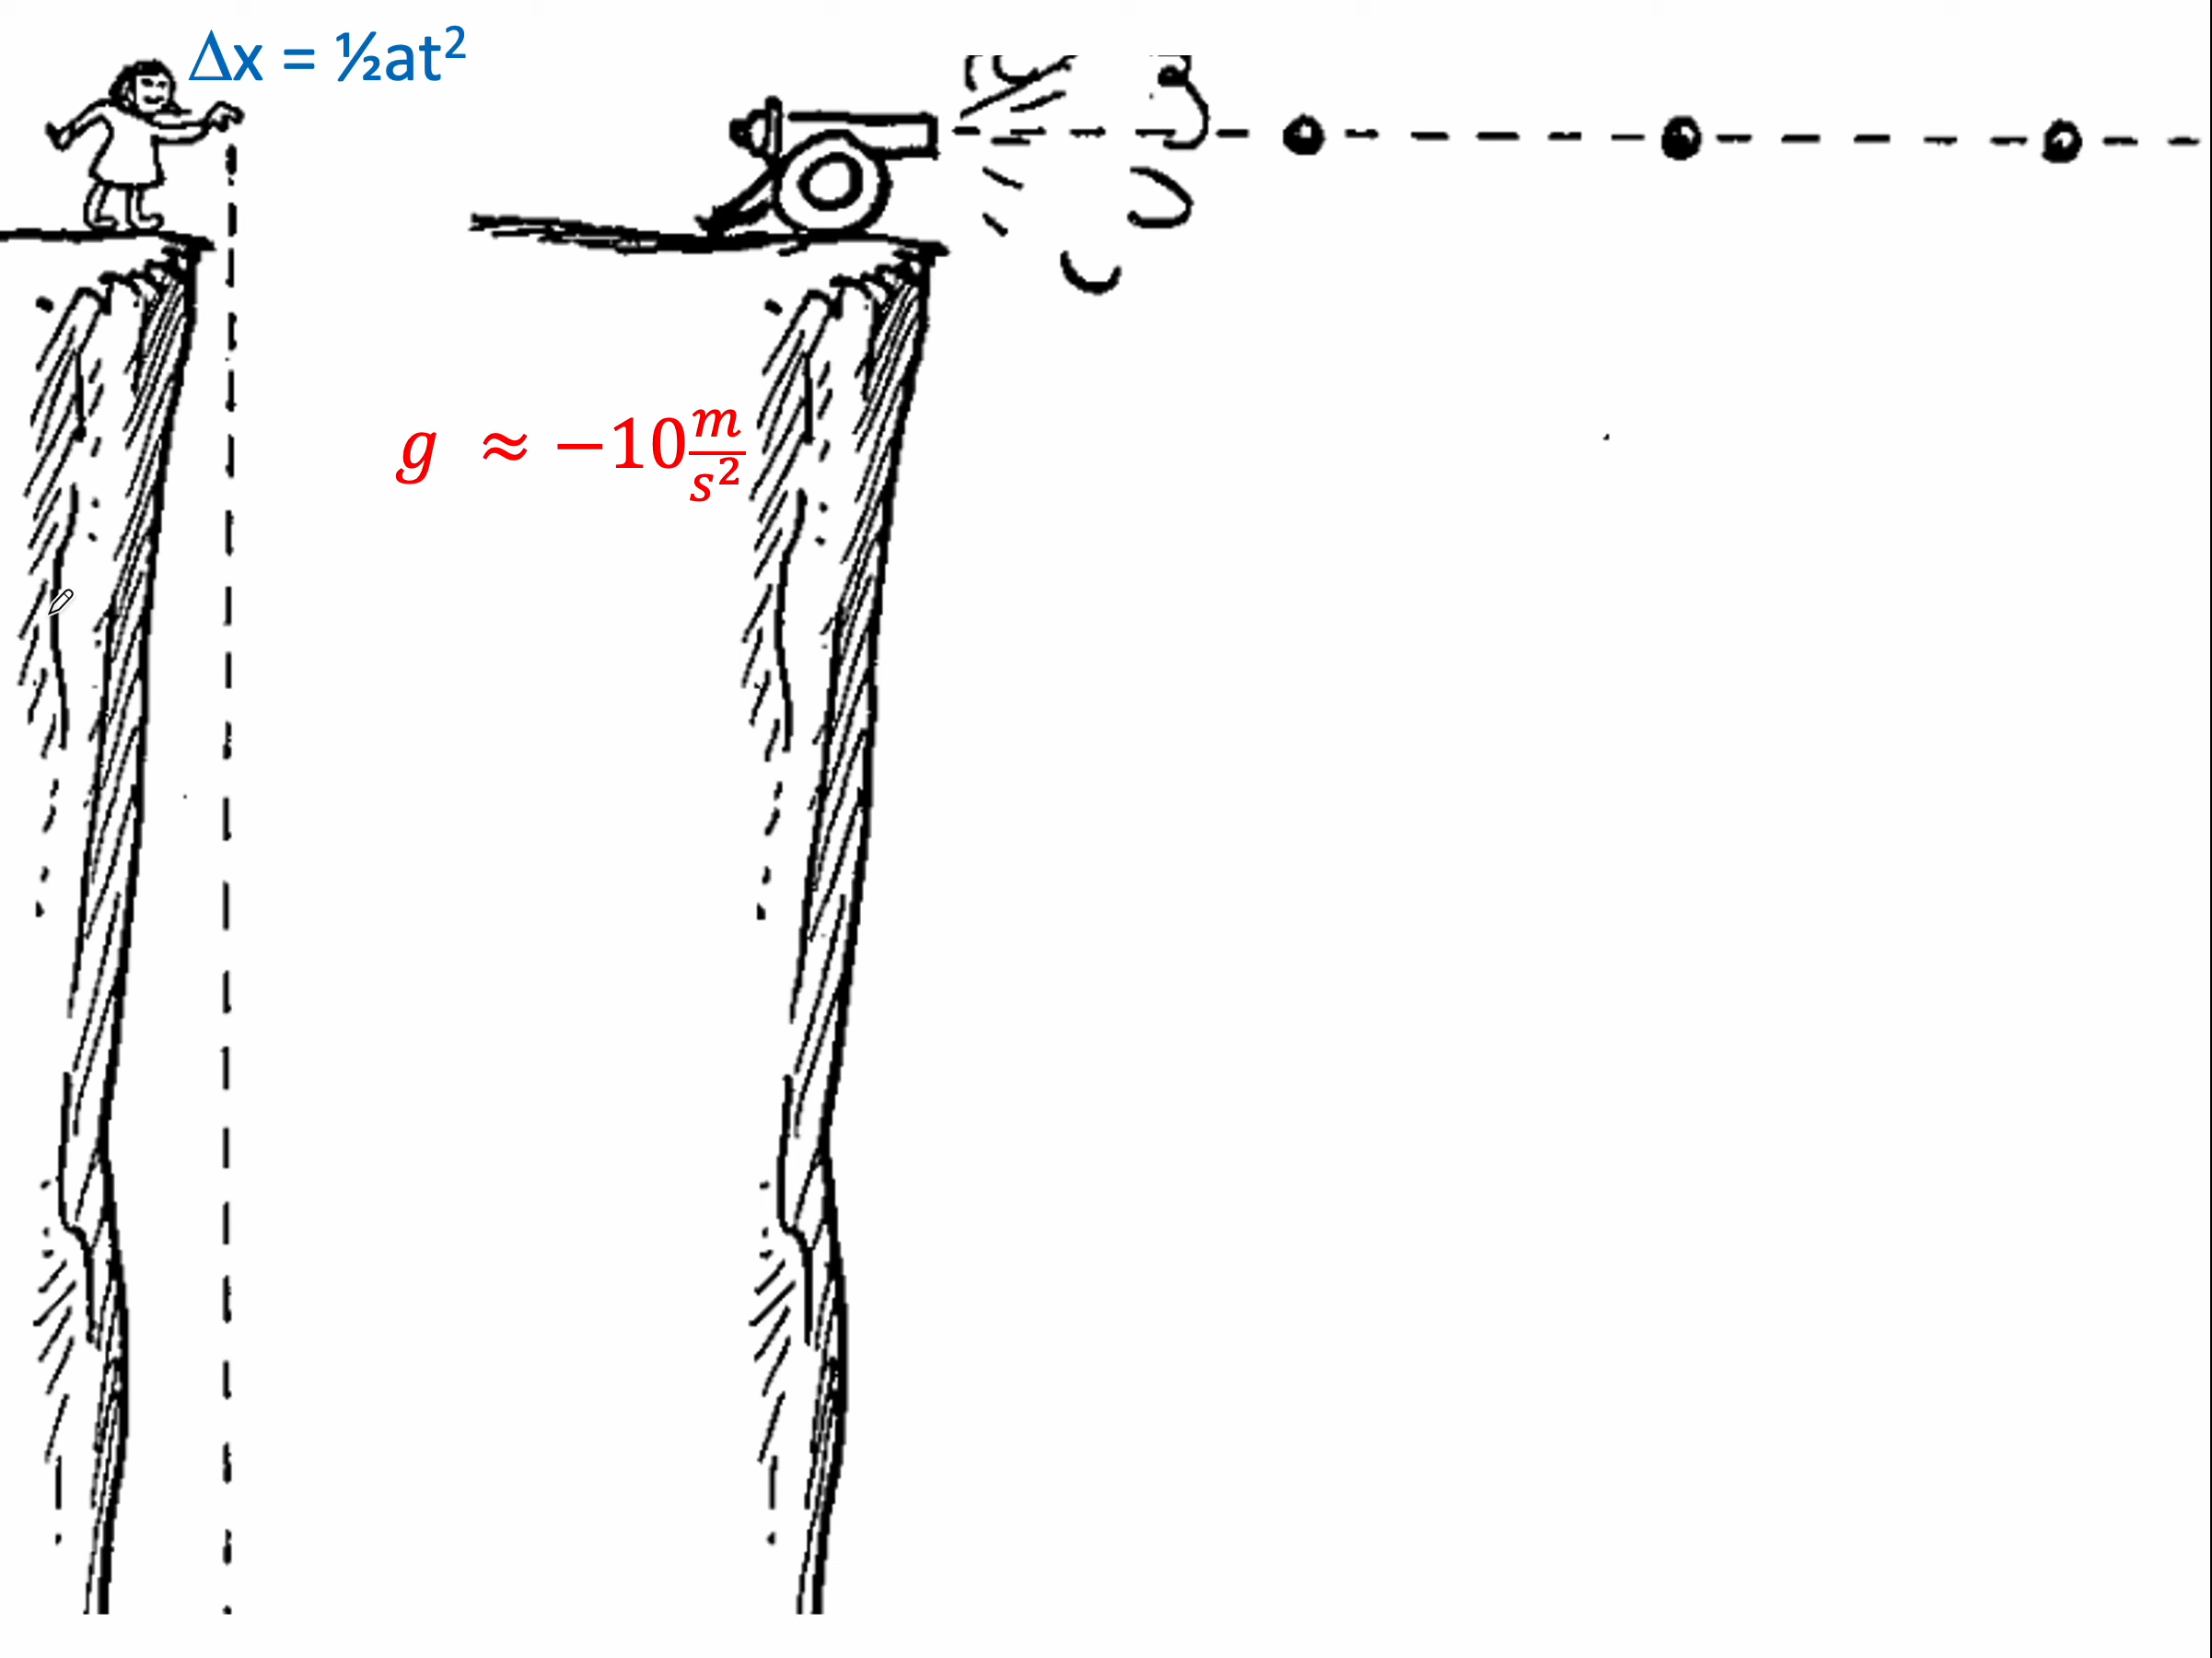 Δx = ½at²
g ≈ −10 m/s²